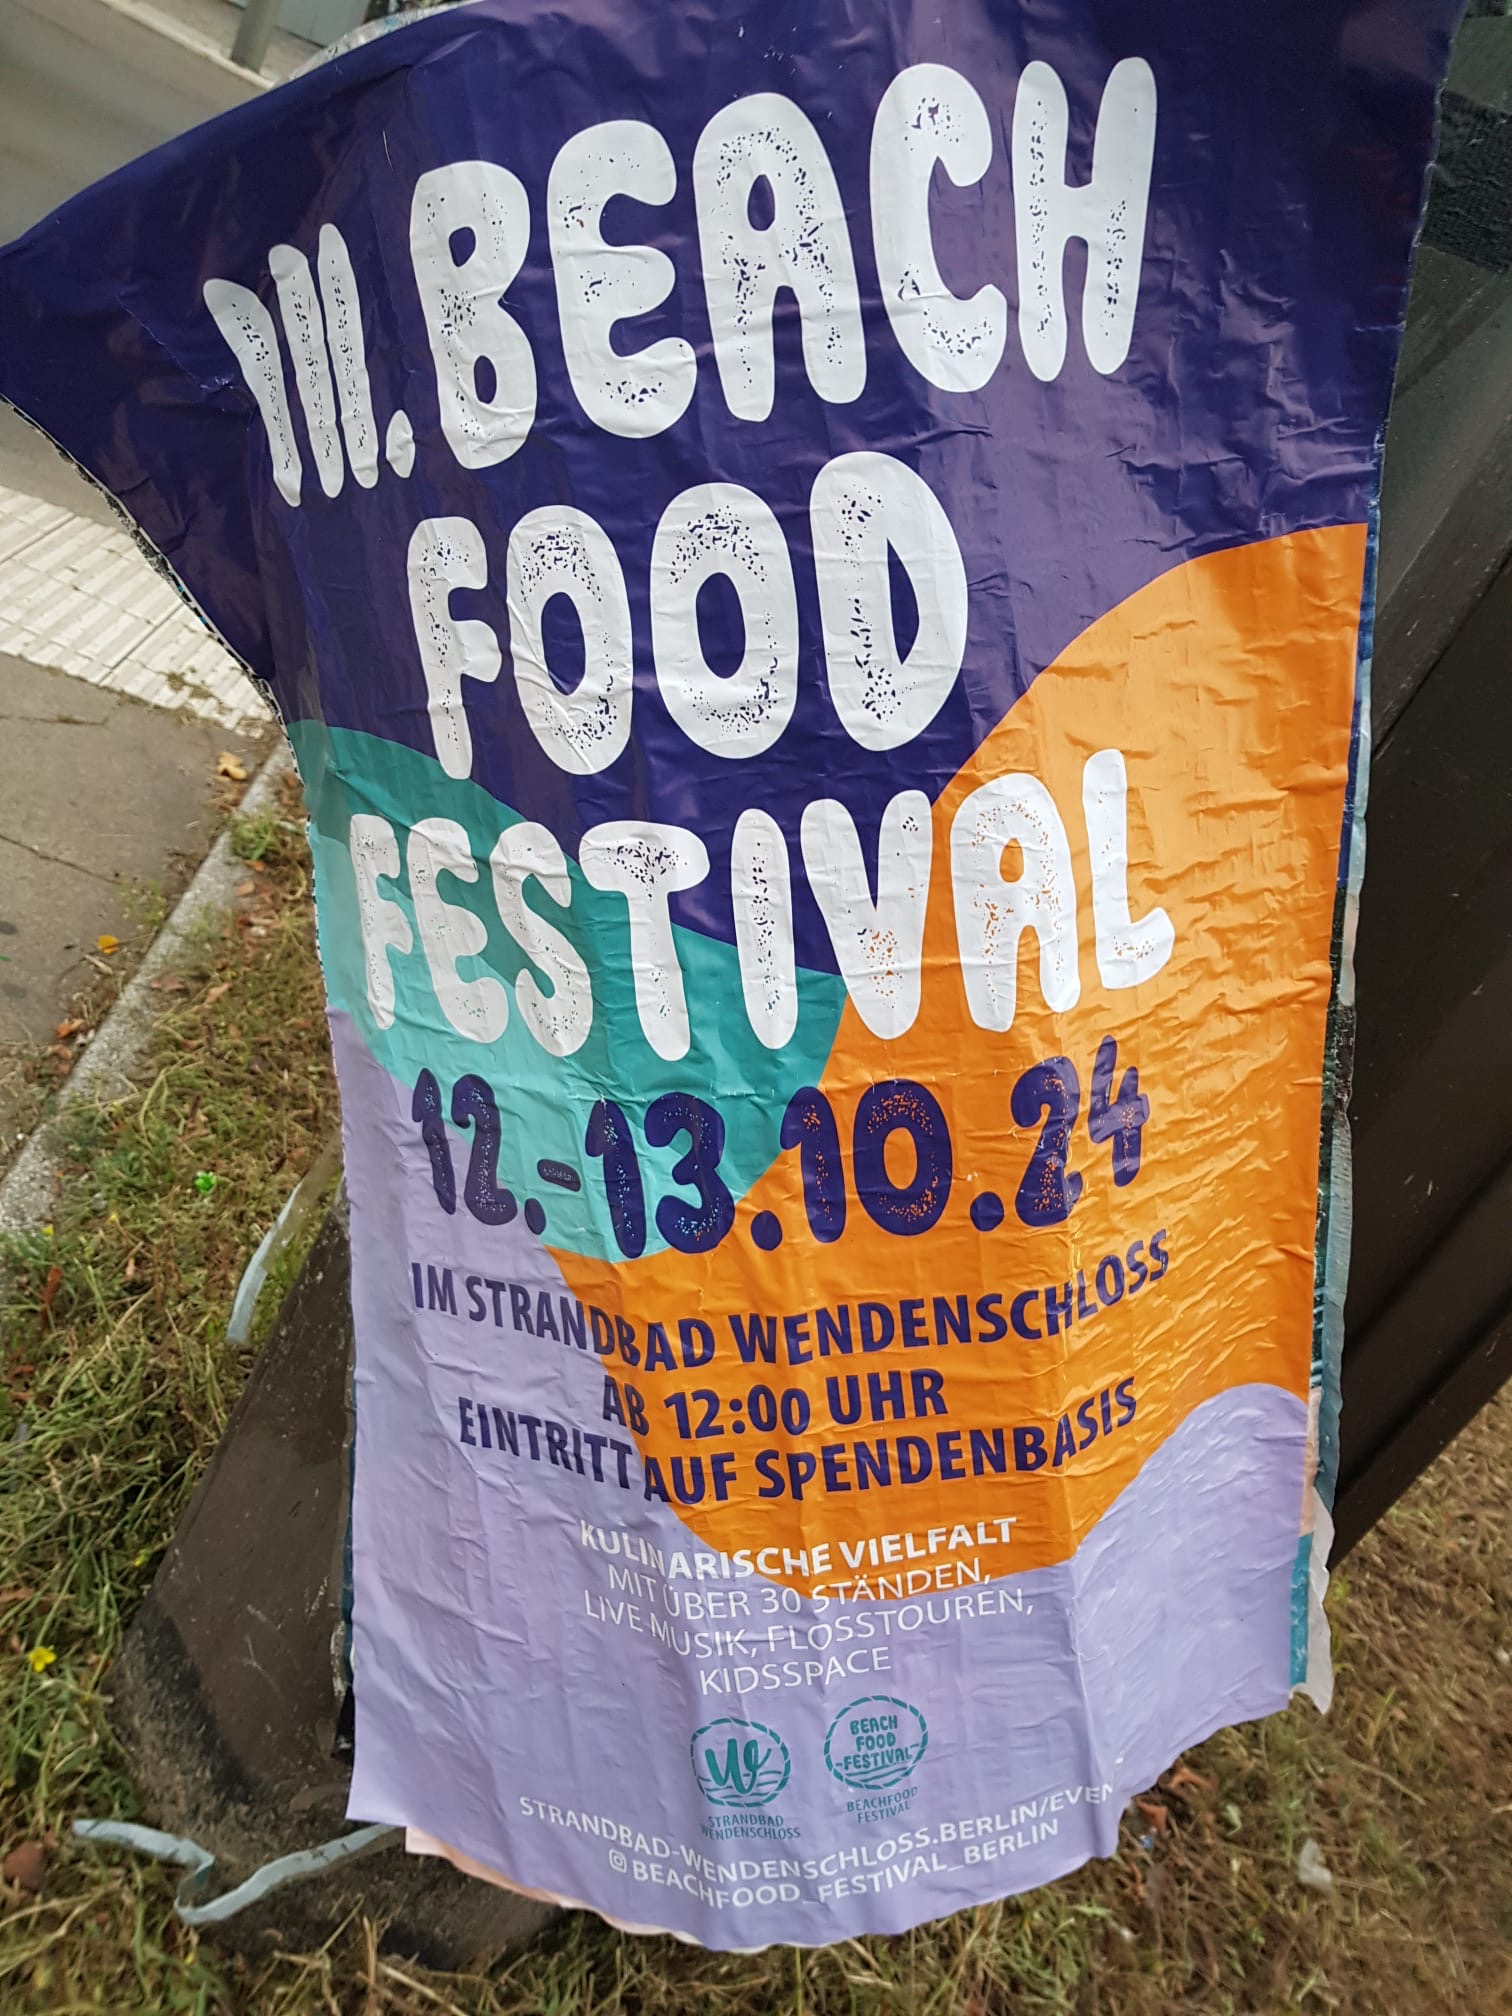 III. BEACH
FOOD
FESTIVAL
12.-13.10.24
IM STRANDBAD WENDENSCHLOSS
AB 12:00 UHR
EINTRITT AUF SPENDENBASIS
KULINARISCHE VIELFALT
MIT ÜBER 30 STÄNDEN,
LIVE MUSIK, FLOSSTOUREN,
KIDSSPACE
W
STRANDBAD
WENDENSCHLOSS
BEACH
FOOD
-FESTIVAL-
BEACHFOOD
FESTIVAL
STRANDBAD-WENDENSCHLOSS.BERLIN/EVEN
BEACHFOOD_FESTIVAL_BERLIN